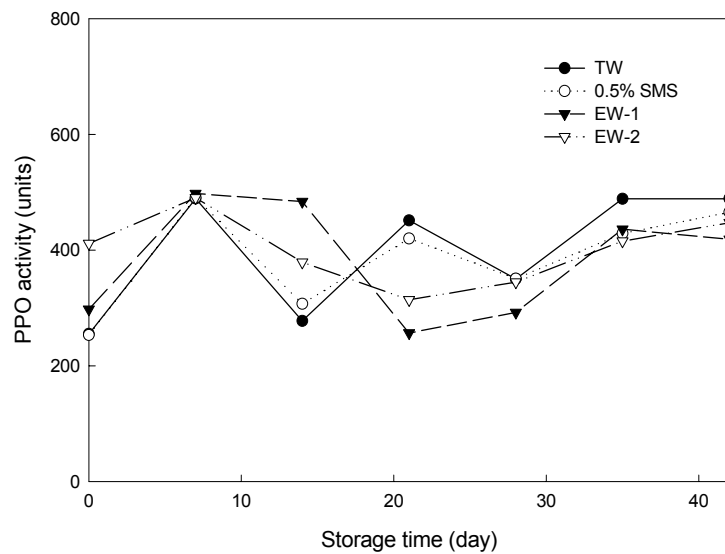 800
600
400
200
0
PPO activity (units)
TW
0.5% SMS
EW-1
EW-2
0 10 20 30 40
Storage time (day)